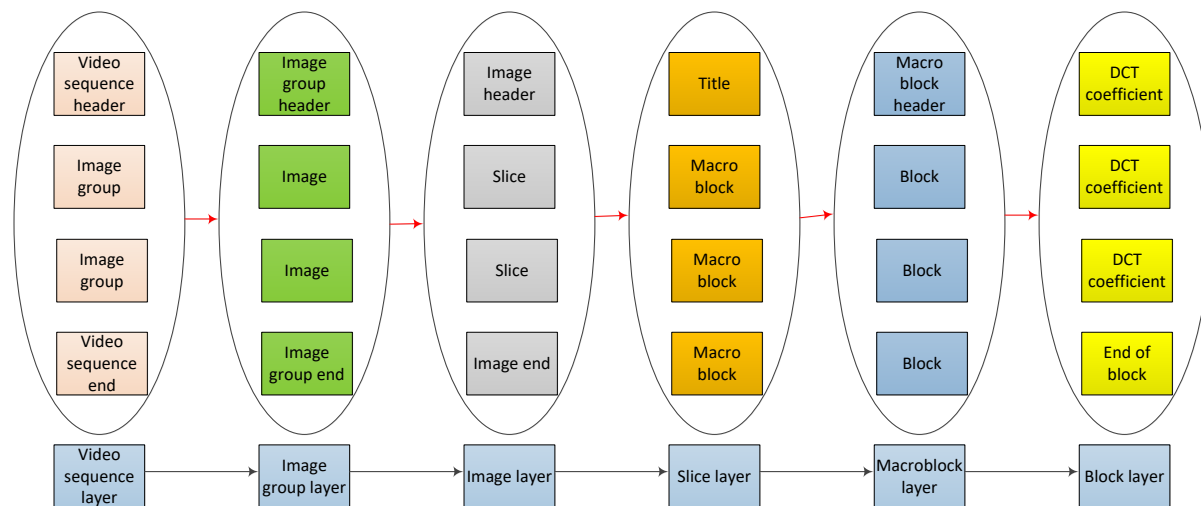 Video
sequence
header
Image
group
Image
group
Video
sequence
end
Video
sequence
layer
Image
group
header
Image
Image
Image
group end
Image
group layer
Image
header
Slice
Slice
Image end
Image layer
Title
Macro
block
Macro
block
Macro
block
Slice layer
Macro
block
header
Block
Block
Block
Macroblock
layer
DCT
coefficient
DCT
coefficient
DCT
coefficient
End of
block
Block layer